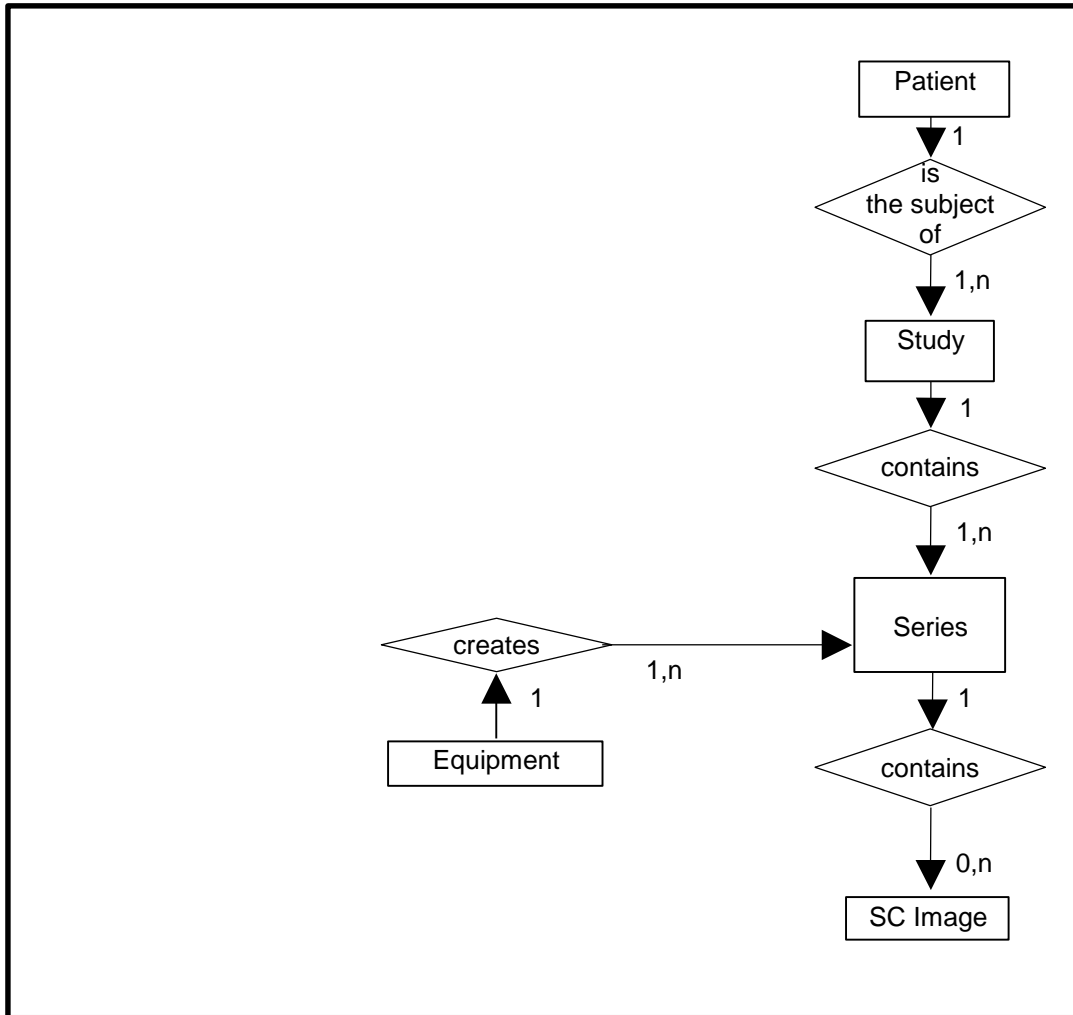 Patient
1
is
the subject
of
1,n
Study
1
contains
1,n
Series
creates
1,n
1
Equipment
1
contains
0,n
SC Image